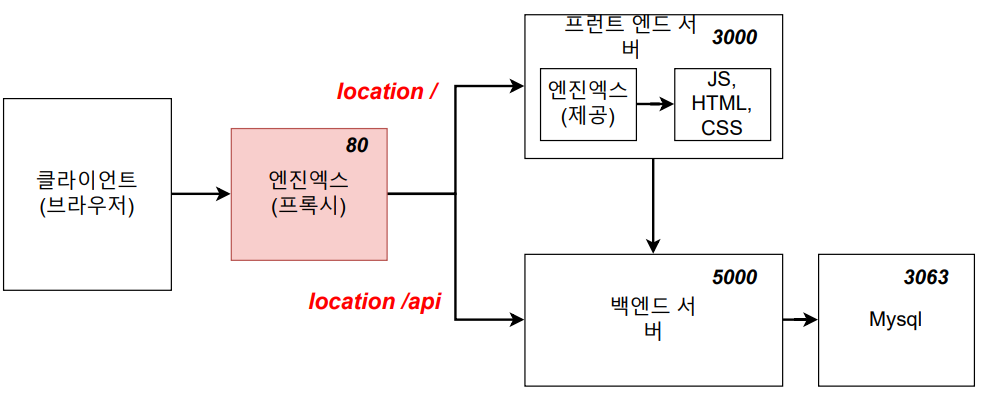 클라이언트
(브라우저)
80
엔진엑스
(프록시)
location /
location /api
프런트 엔드 서
버
3000
엔진엑스
(제공)
JS,
HTML,
CSS
5000
백엔드 서
버
3063
Mysql